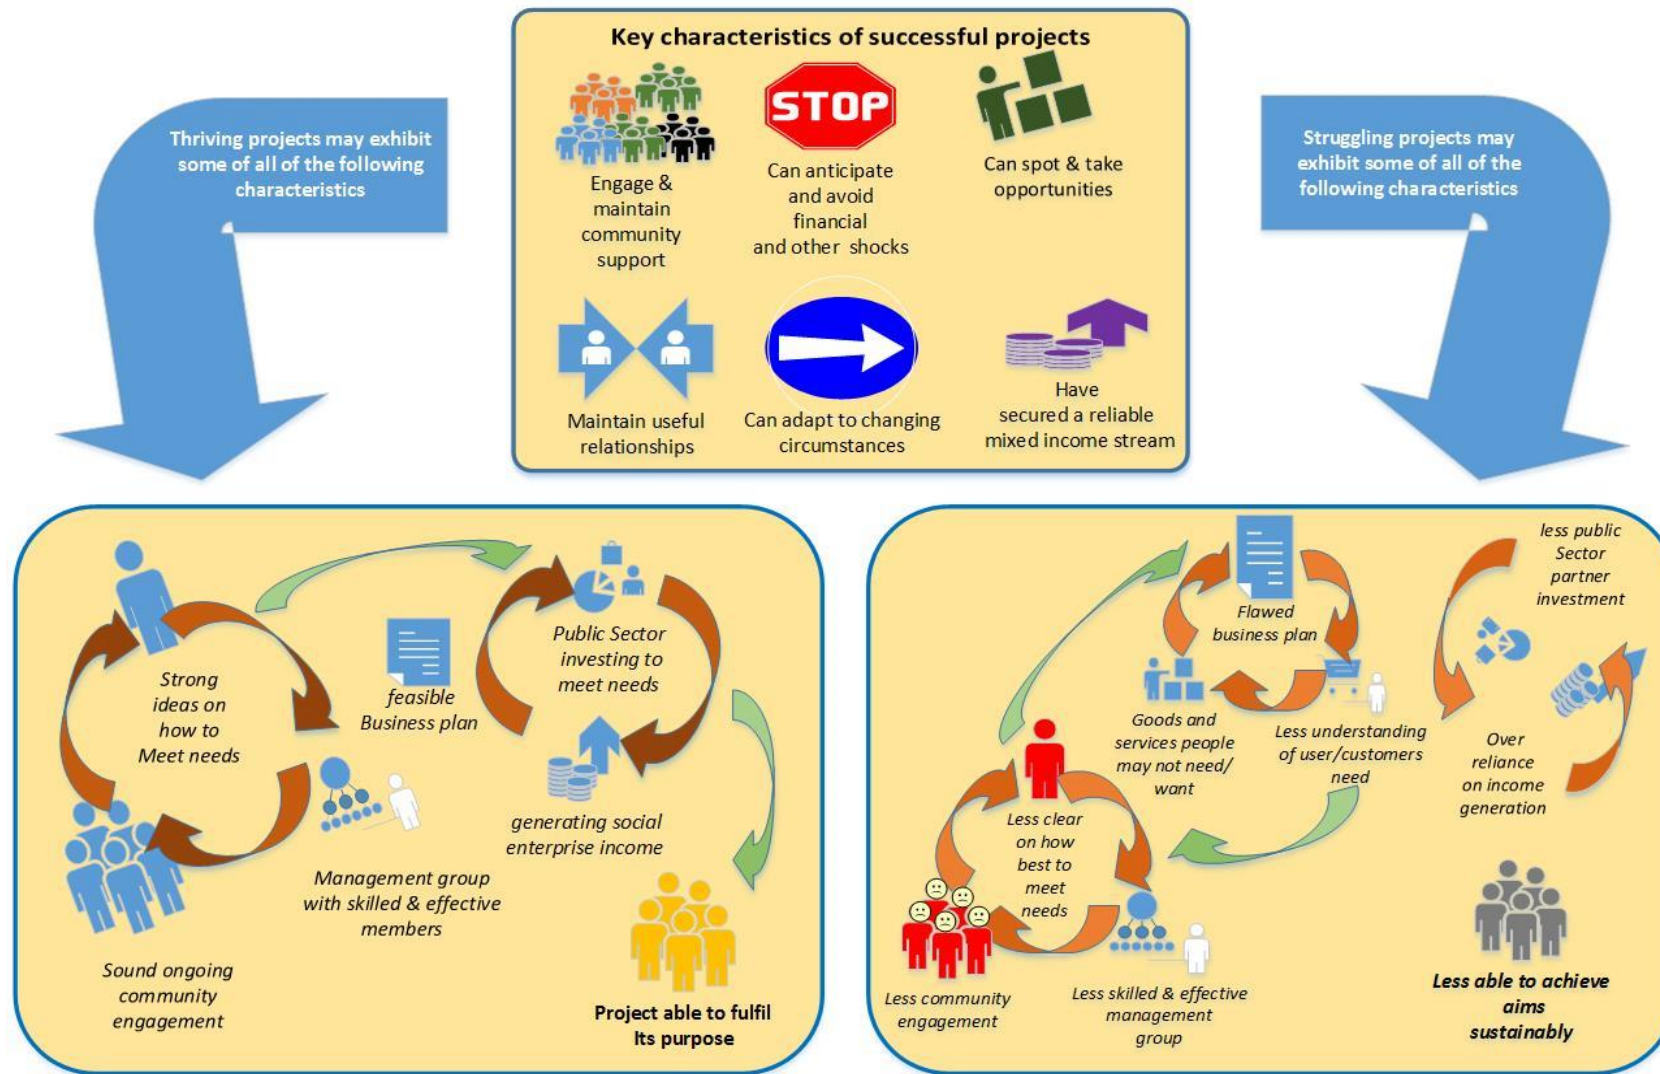 Key characteristics of successful projects
STOP
Engage &
maintain
community
support
Can anticipate
and avoid
financial
and other shocks
Can spot & take
opportunities
Maintain useful
relationships
Can adapt to changing
circumstances
Have
secured a reliable
mixed income stream
Thriving projects may exhibit
some of all of the following
characteristics
Struggling projects may
exhibit some of all of the
following characteristics
Strong
ideas on
how to
Meet needs
feasible
Business plan
Public Sector
investing to
meet needs
generating social
enterprise income
Management group
with skilled & effective
members
Sound ongoing
community
engagement
Project able to fulfil
Its purpose
Flawed
business plan
less public
Sector
partner
investment
Goods and
services people
may not need/
want
Less understanding
of user/customers
need
Over
reliance
on income
generation
Less clear
on how
best to
meet
needs
Less community
engagement
Less skilled & effective
management
group
Less able to achieve
aims
sustainably